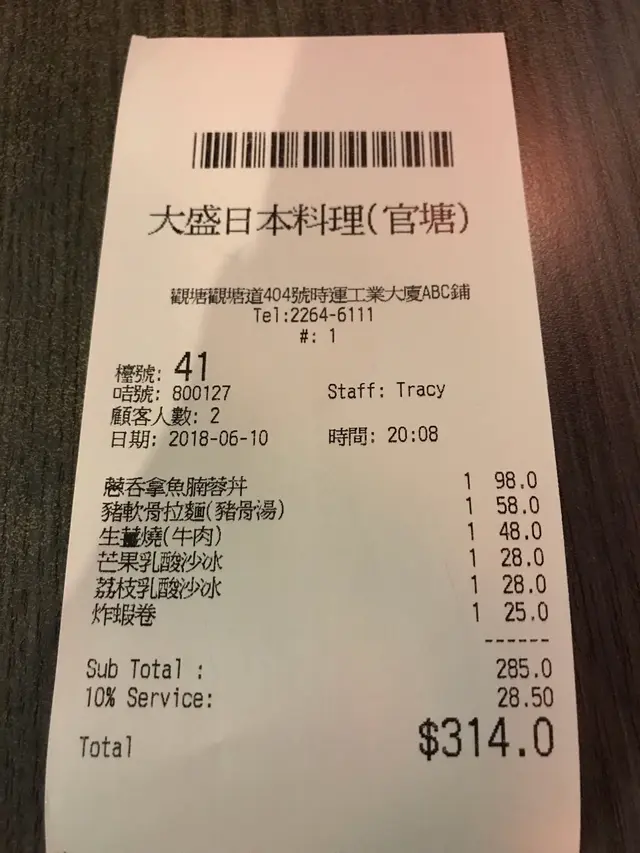 大盛日本料理(官塘)
觀塘觀塘道404號時運工業大廈ABC鋪
Tel:2264-6111
#: 1
檯號: 41
咭號: 800127 Staff: Tracy
顧客人數: 2
日期: 2018-06-10 時間: 20:08
蔥吞拿魚腩蓉丼 1 98.0
豬軟骨拉麵(豬骨湯) 1 58.0
生薑燒(牛肉) 1 48.0
芒果乳酸沙冰 1 28.0
荔枝乳酸沙冰 1 28.0
炸蝦卷 1 25.0
------
Sub Total : 285.0
10% Service: 28.50
Total $314.0